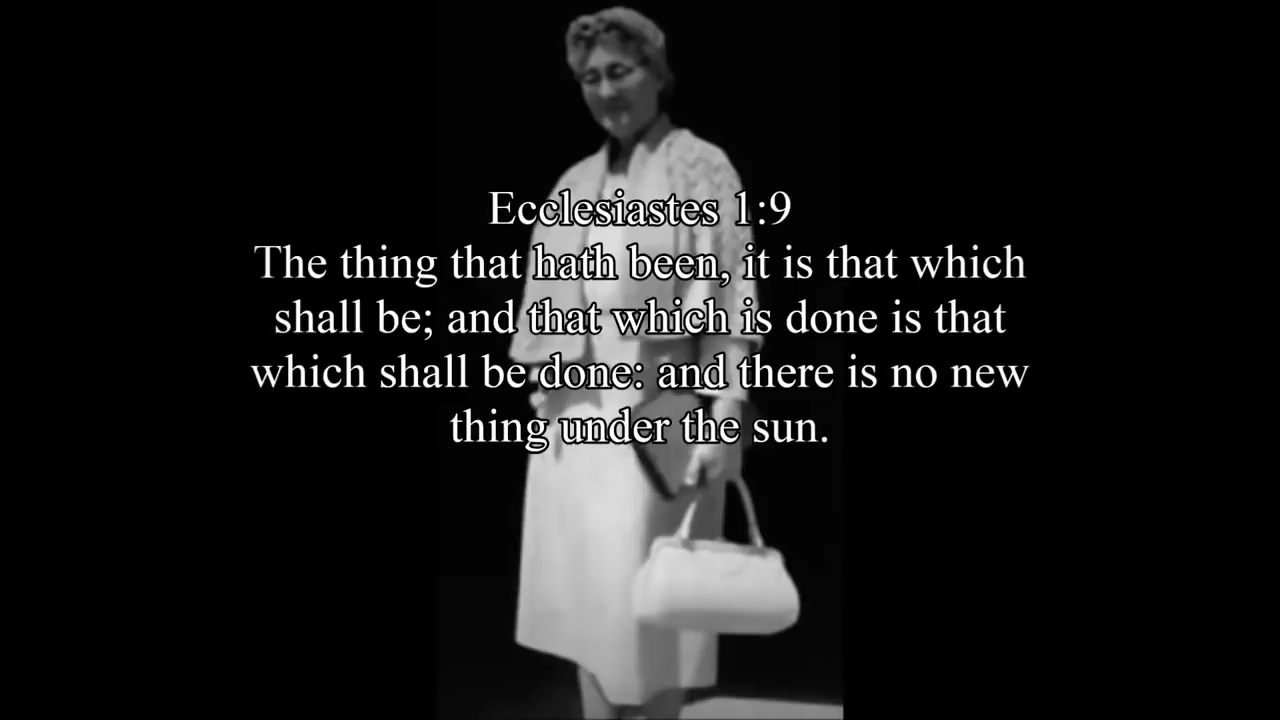 Ecclesiastes 1:9
The thing that hath been, it is that which
shall be; and that which is done is that
which shall be done: and there is no new
thing under the sun.